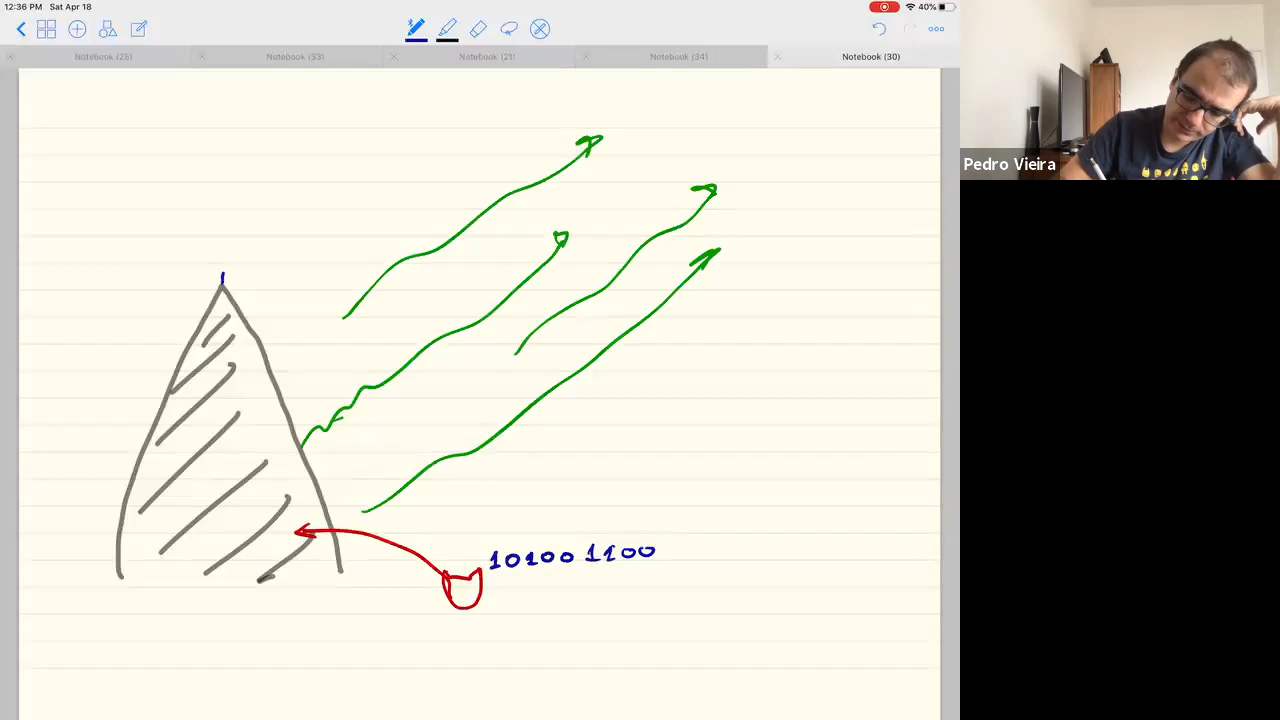 12:36 PM Sat Apr 18
40%
Notebook (25)
Notebook (33)
Notebook (21)
Notebook (34)
Notebook (30)
Pedro Vieira
10100 1100